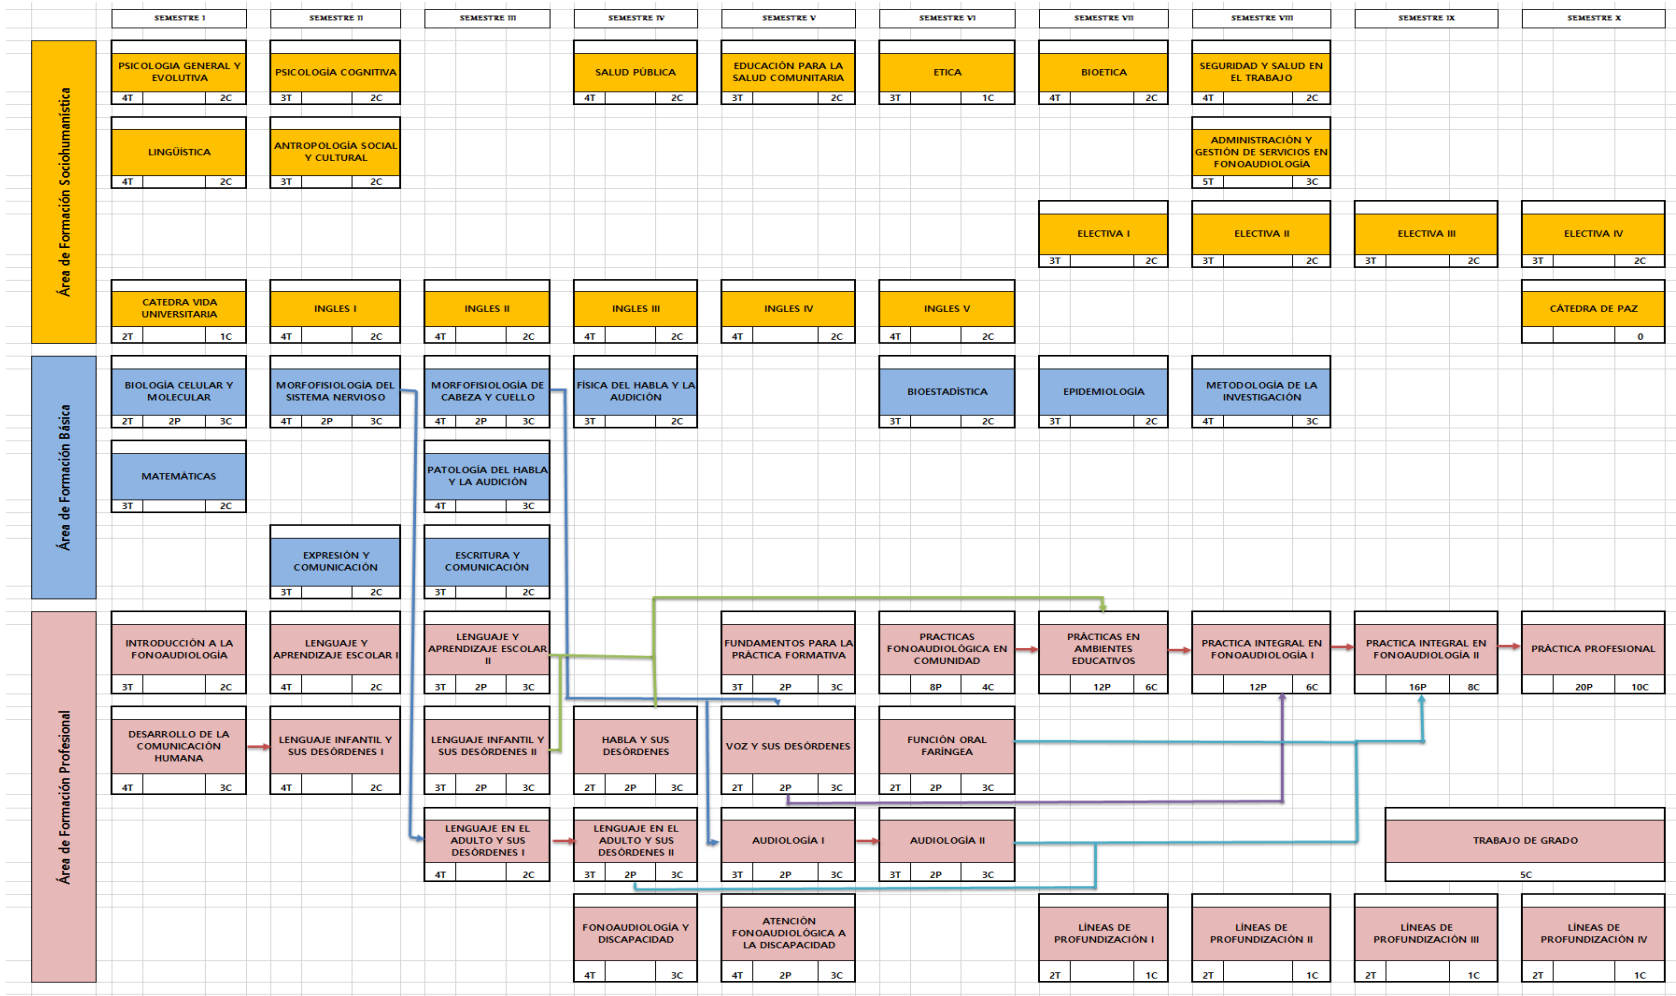 SEMESTRE I
SEMESTRE II
SEMESTRE III
SEMESTRE IV
SEMESTRE V
SEMESTRE VI
SEMESTRE VII
SEMESTRE VIII
SEMESTRE IX
SEMESTRE X
Área de Formación Sociohumanística
PSICOLOGIA GENERAL Y
EVOLUTIVA
4T 2C
PSICOLOGÍA COGNITIVA
3T 2C
SALUD PÚBLICA
4T 2C
EDUCACIÓN PARA LA
SALUD COMUNITARIA
3T 2C
ETICA
3T 1C
BIOETICA
4T 2C
SEGURIDAD Y SALUD EN
EL TRABAJO
4T 2C
LINGÜÍSTICA
4T 2C
ANTROPOLOGÍA SOCIAL
Y CULTURAL
3T 2C
ADMINISTRACIÓN Y
GESTIÓN DE SERVICIOS EN
FONOAUDIOLOGÍA
5T 3C
ELECTIVA I
3T 2C
ELECTIVA II
3T 2C
ELECTIVA III
3T 2C
ELECTIVA IV
3T 2C
CATEDRA VIDA
UNIVERSITARIA
2T 1C
INGLES I
4T 2C
INGLES II
4T 2C
INGLES III
4T 2C
INGLES IV
4T 2C
INGLES V
4T 2C
CÁTEDRA DE PAZ
0
Área de Formación Básica
BIOLOGÍA CELULAR Y
MOLECULAR
2T 2P 3C
MORFOFISIOLOGÍA DEL
SISTEMA NERVIOSO
4T 2P 3C
MORFOFISIOLOGÍA DE
CABEZA Y CUELLO
4T 2P 3C
FÍSICA DEL HABLA Y LA
AUDICIÓN
3T 2C
BIOESTADÍSTICA
3T 2C
EPIDEMIOLOGÍA
3T 2C
METODOLOGÍA DE LA
INVESTIGACIÓN
4T 3C
MATEMÁTICAS
3T 2C
PATOLOGÍA DEL HABLA
Y LA AUDICIÓN
4T 3C
EXPRESIÓN Y
COMUNICACIÓN
3T 2C
ESCRITURA Y
COMUNICACIÓN
3T 2C
Área de Formación Profesional
INTRODUCCIÓN A LA
FONOAUDIOLOGÍA
3T 2C
LENGUAJE Y
APRENDIZAJE ESCOLAR I
4T 2C
LENGUAJE Y
APRENDIZAJE ESCOLAR
II
3T 2P 3C
FUNDAMENTOS PARA LA
PRÁCTICA FORMATIVA
3T 2P 3C
PRACTICAS
FONOAUDIOLÓGICA EN
COMUNIDAD
8P 4C
PRÁCTICAS EN
AMBIENTES
EDUCATIVOS
12P 6C
PRACTICA INTEGRAL EN
FONOAUDIOLOGÍA I
12P 6C
PRACTICA INTEGRAL EN
FONOAUDIOLOGÍA II
16P 8C
PRÁCTICA PROFESIONAL
20P 10C
DESARROLLO DE LA
COMUNICACIÓN
HUMANA
4T 3C
LENGUAJE INFANTIL Y
SUS DESÓRDENES I
4T 2C
LENGUAJE INFANTIL Y
SUS DESÓRDENES II
3T 2P 3C
HABLA Y SUS
DESÓRDENES
2T 2P 3C
VOZ Y SUS DESÓRDENES
2T 2P 3C
FUNCIÓN ORAL
FARÍNGEA
2T 2P 3C
LENGUAJE EN EL
ADULTO Y SUS
DESÓRDENES I
4T 2C
LENGUAJE EN EL
ADULTO Y SUS
DESÓRDENES II
3T 2P 3C
AUDIOLOGÍA I
3T 2P 3C
AUDIOLOGÍA II
3T 2P 3C
TRABAJO DE GRADO
5C
FONOAUDIOLOGÍA Y
DISCAPACIDAD
4T 3C
ATENCIÓN
FONOAUDIOLÓGICA A
LA DISCAPACIDAD
4T 2P 3C
LÍNEAS DE
PROFUNDIZACIÓN I
2T 1C
LÍNEAS DE
PROFUNDIZACIÓN II
2T 1C
LÍNEAS DE
PROFUNDIZACIÓN III
2T 1C
LÍNEAS DE
PROFUNDIZACIÓN IV
2T 1C